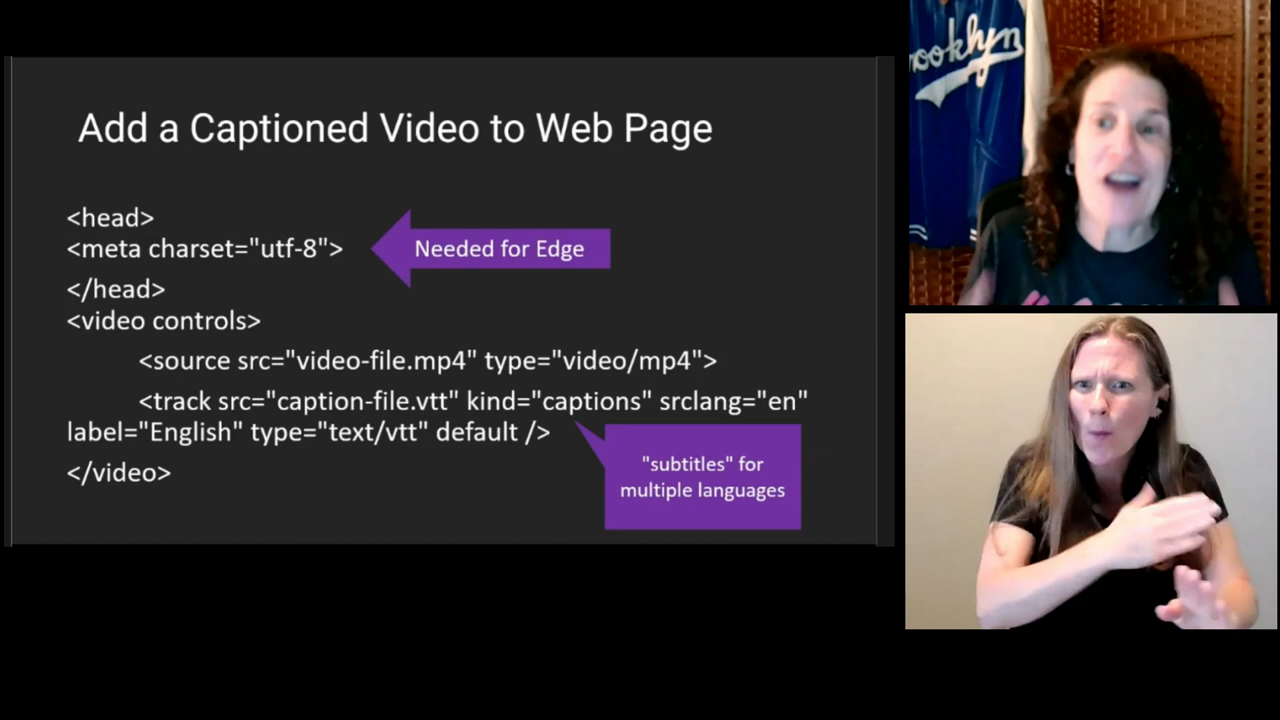 Add a Captioned Video to Web Page
<head>
<meta charset="utf-8">
Needed for Edge
</head>
<video controls>
<source src="video-file.mp4" type="video/mp4">
<track src="caption-file.vtt" kind="captions" srclang="en"
label="English" type="text/vtt" default />
"subtitles" for
multiple languages
</video>
rooklyn